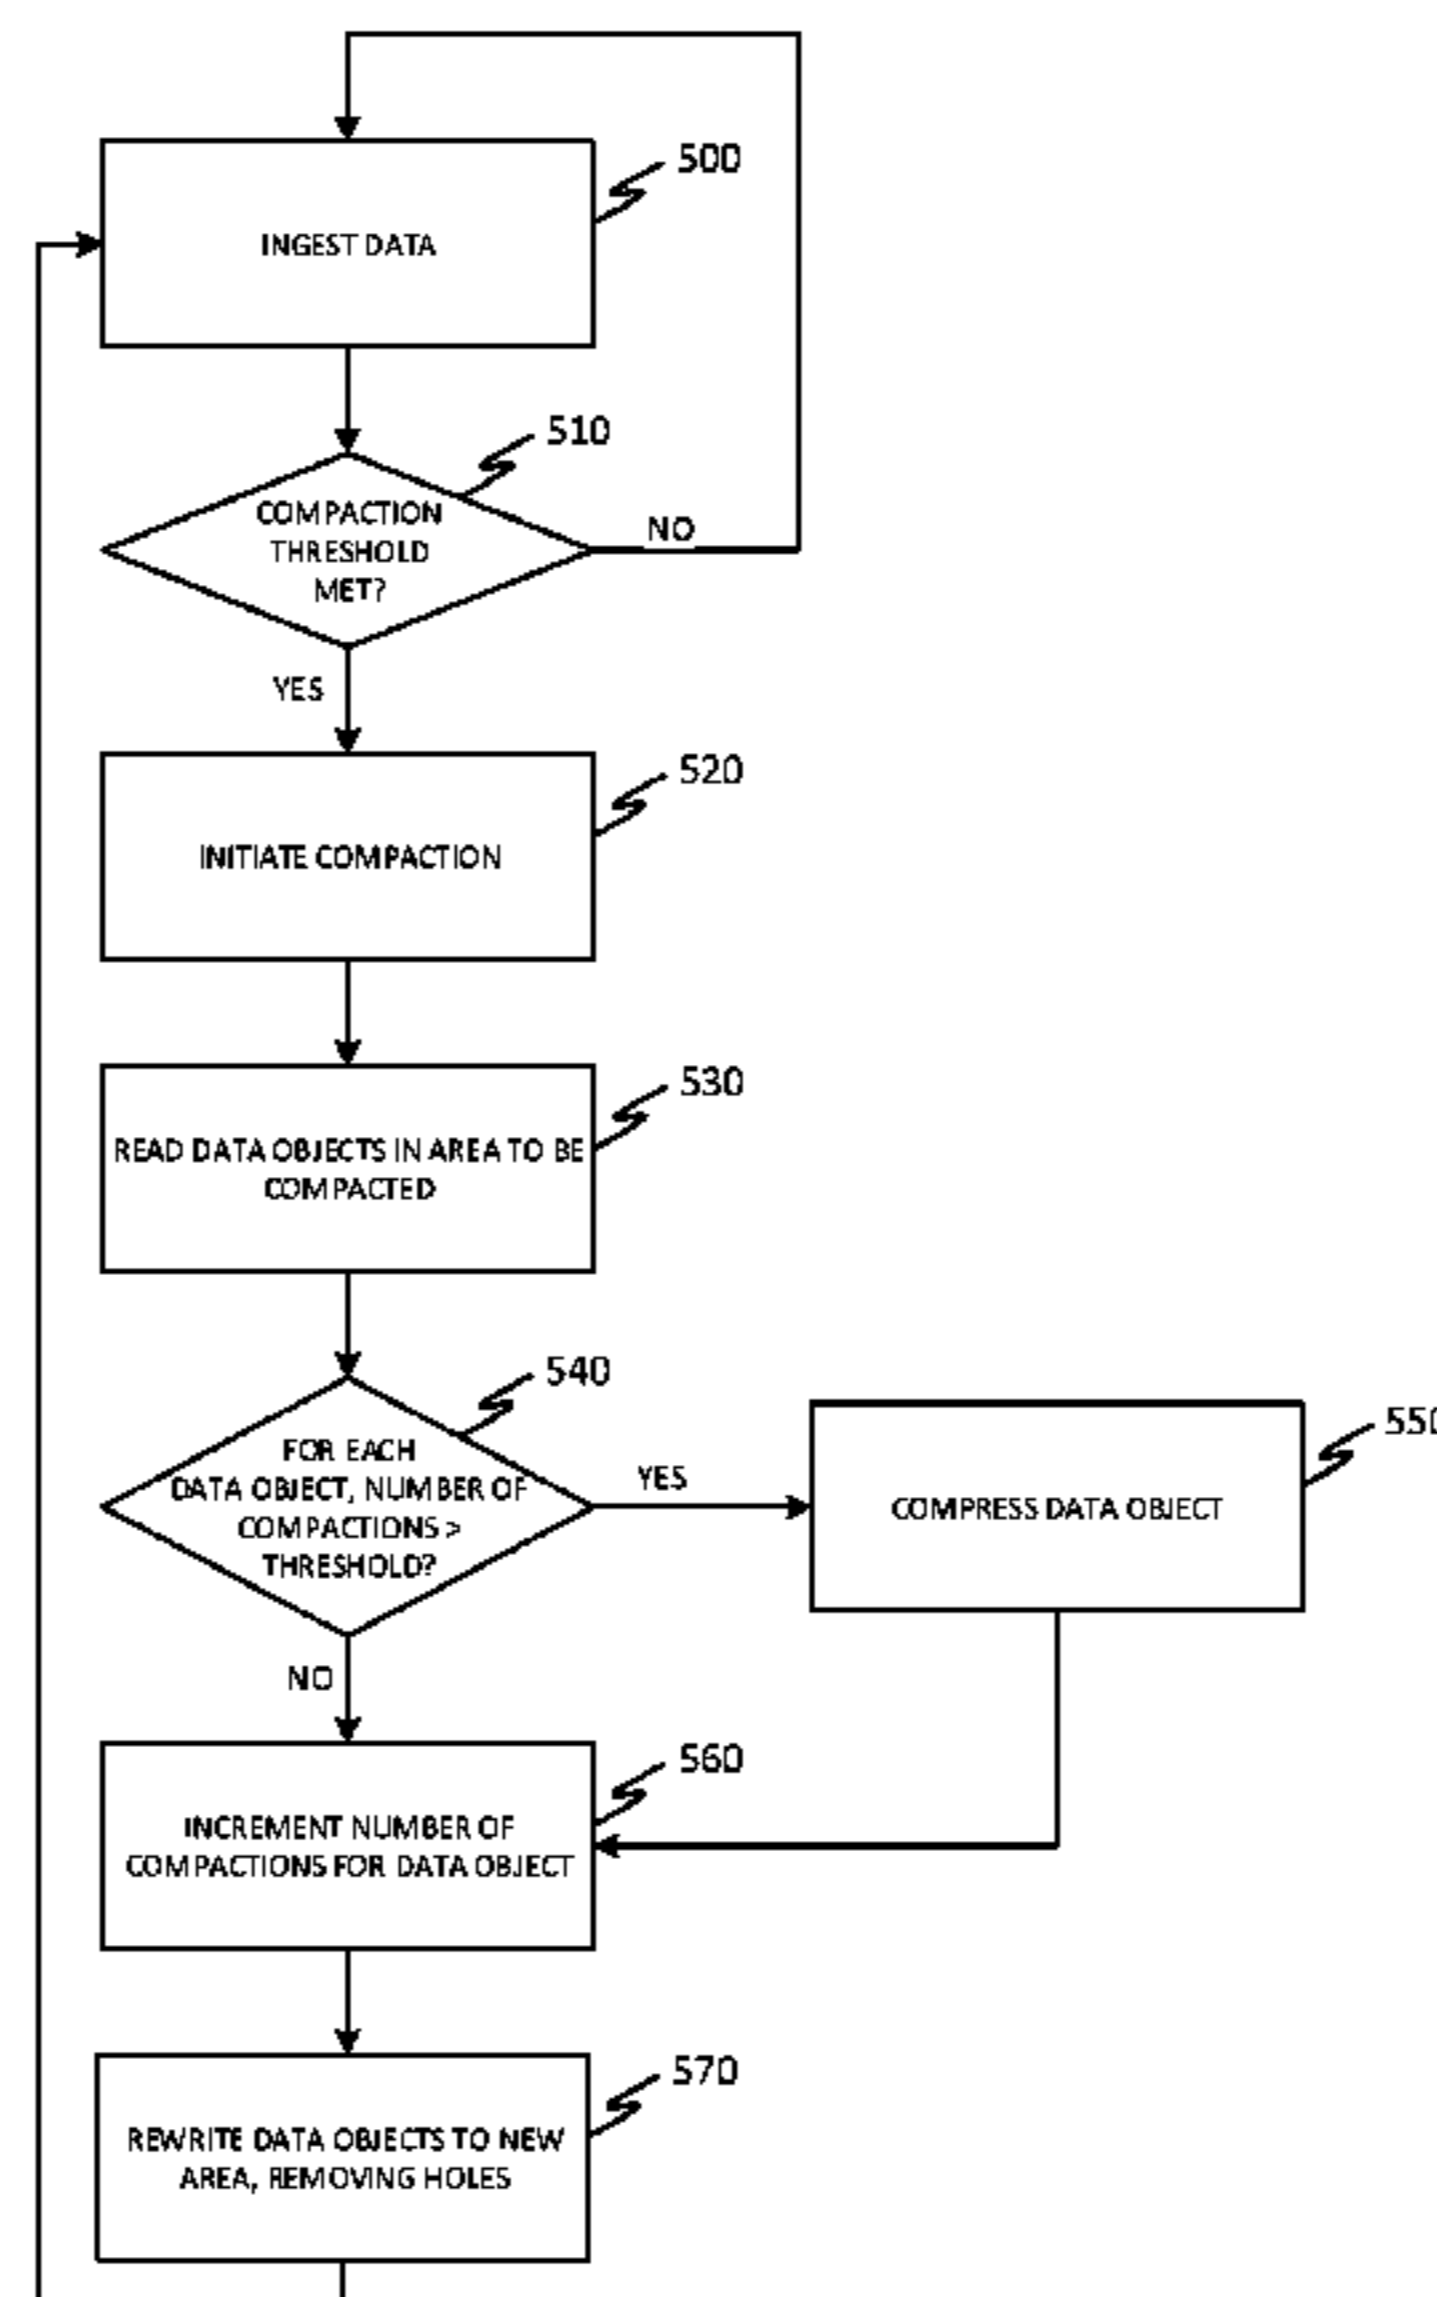 500
INGEST DATA
510
COMPACTION
THRESHOLD
MET?
NO
YES
520
INITIATE COMPACTION
530
READ DATA OBJECTS IN AREA TO BE
COMPACTED
540
FOR EACH
DATA OBJECT, NUMBER OF
COMPACTIONS >
THRESHOLD?
YES
550
COMPRESS DATA OBJECT
NO
560
INCREMENT NUMBER OF
COMPACTIONS FOR DATA OBJECT
570
REWRITE DATA OBJECTS TO NEW
AREA, REMOVING HOLES